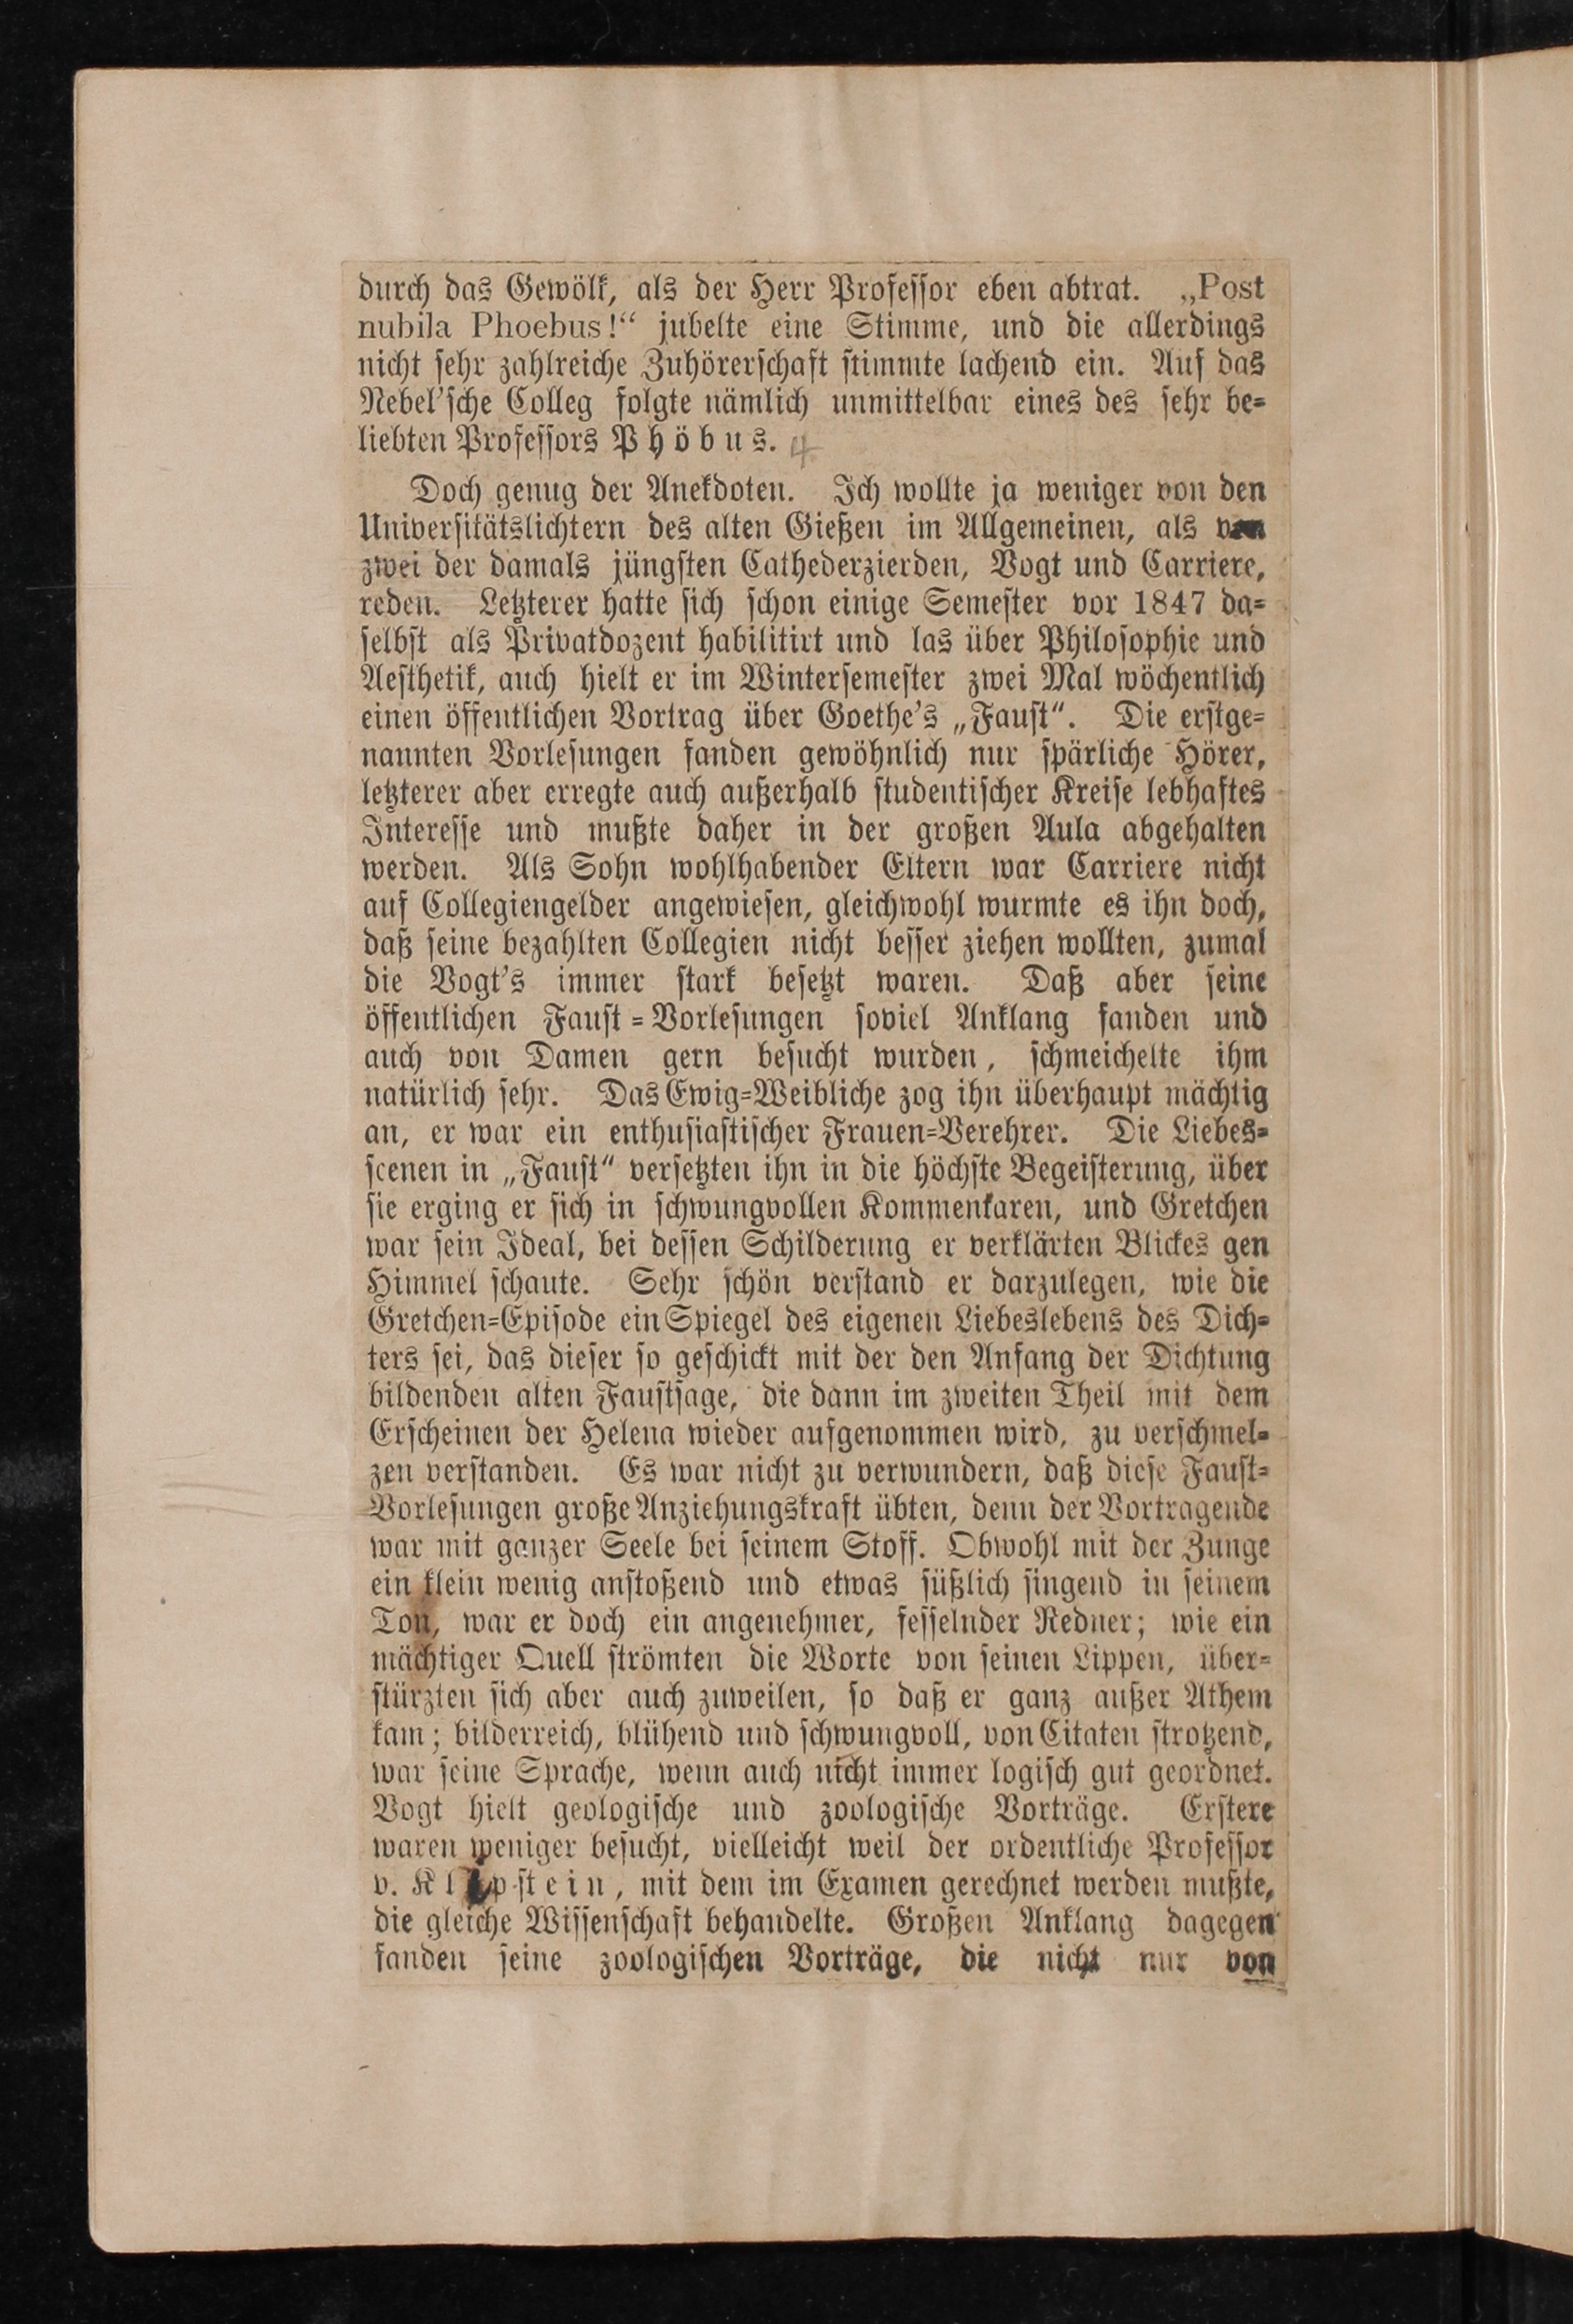 durch das Gewölk, als der Herr Professor eben abtrat. „Post
nubila Phoebus!“ jubelte eine Stimme, und die allerdings
nicht sehr zahlreiche Zuhörerschaft stimmte lachend ein. Auf das
Nebel'sche Colleg folgte nämlich unmittelbar eines des sehr be-
liebten Professors Phöbus.
Doch genug der Anekdoten. Ich wollte ja weniger von den
Universitätslichtern des alten Gießen im Allgemeinen, als von
zwei der damals jüngsten Cathederzierden, Vogt und Carriere,
reden. Letzterer hatte sich schon einige Semester vor 1847 da-
selbst als Privatdozent habilitirt und las über Philosophie und
Aesthetik, auch hielt er im Wintersemester zwei Mal wöchentlich
einen öffentlichen Vortrag über Goethe's „Faust“. Die erstge-
nannten Vorlesungen fanden gewöhnlich nur spärliche Hörer,
letzterer aber erregte auch außerhalb studentischer Kreise lebhaftes
Interesse und mußte daher in der großen Aula abgehalten
werden. Als Sohn wohlhabender Eltern war Carriere nicht
auf Collegiengelder angewiesen, gleichwohl wurmte es ihn doch,
daß seine bezahlten Collegien nicht besser ziehen wollten, zumal
die Vogt's immer stark besetzt waren. Daß aber seine
öffentlichen Faust-Vorlesungen soviel Anklang fanden und
auch von Damen gern besucht wurden, schmeichelte ihm
natürlich sehr. Das Ewig-Weibliche zog ihn überhaupt mächtig
an, er war ein enthusiastischer Frauen-Verehrer. Die Liebes-
scenen in „Faust“ versetzten ihn in die höchste Begeisterung, über
sie erging er sich in schwungvollen Kommentaren, und Gretchen
war sein Ideal, bei dessen Schilderung er verklärten Blickes gen
Himmel schaute. Sehr schön verstand er darzulegen, wie die
Gretchen-Episode ein Spiegel des eigenen Liebeslebens des Dich-
ters sei, das dieser so geschickt mit der den Anfang der Dichtung
bildenden alten Faustsage, die dann im zweiten Theil mit dem
Erscheinen der Helena wieder aufgenommen wird, zu verschmel-
zen verstanden. Es war nicht zu verwundern, daß diese Faust-
Vorlesungen große Anziehungskraft übten, denn der Vortragende
war mit ganzer Seele bei seinem Stoff. Obwohl mit der Zunge
ein klein wenig anstoßend und etwas süßlich singend in seinem
Ton, war er doch ein angenehmer, fesselnder Redner; wie ein
mächtiger Quell strömten die Worte von seinen Lippen, über-
stürzten sich aber auch zuweilen, so daß er ganz außer Athem
kam; bilderreich, blühend und schwungvoll, von Citaten strotzend,
war seine Sprache, wenn auch nicht immer logisch gut geordnet.
Vogt hielt geologische und zoologische Vorträge. Erstere
waren weniger besucht, vielleicht weil der ordentliche Professor
v. Klipstein, mit dem im Examen gerechnet werden mußte,
die gleiche Wissenschaft behandelte. Großen Anklang dagegen
fanden seine zoologischen Vorträge, die nicht nur von